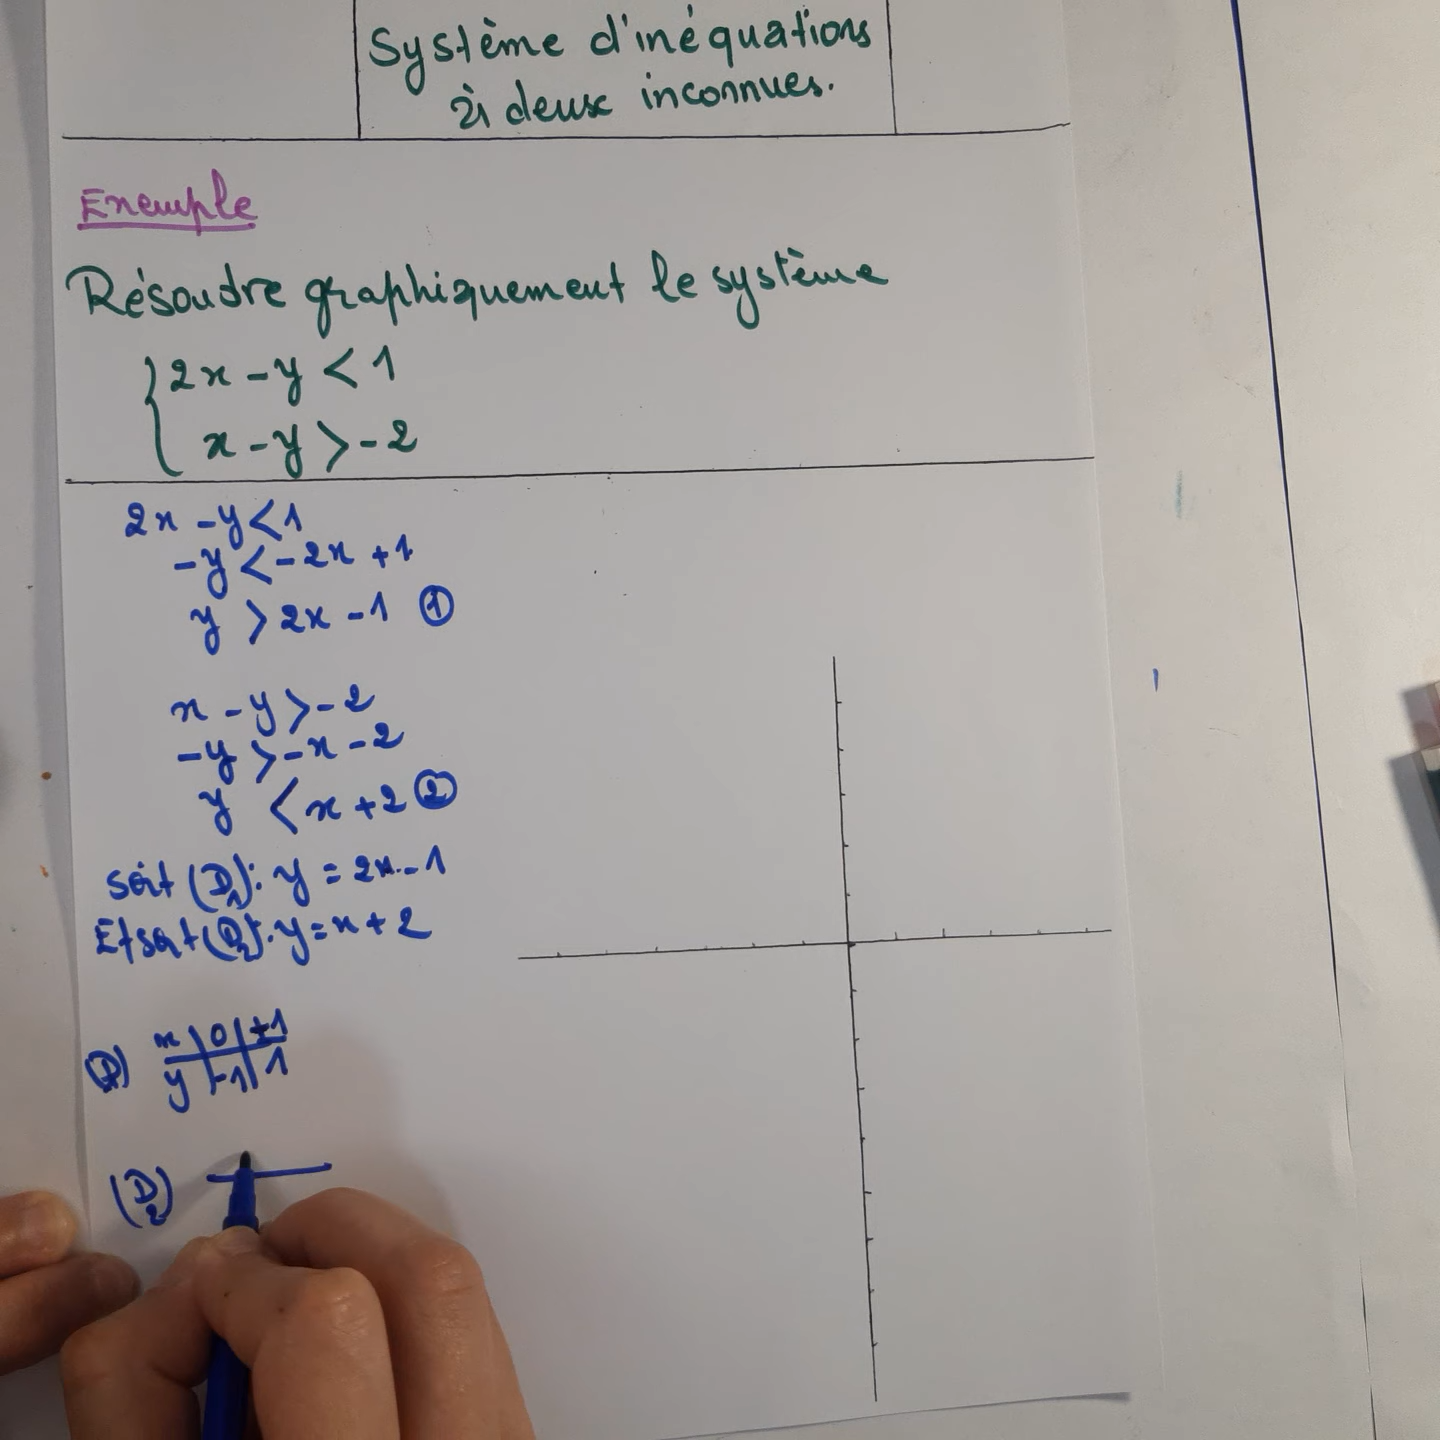 Système d'inéquations
à deux inconnues.
Exemple
Résoudre graphiquement le système
2x - y < 1
x - y > -2
2x - y < 1
-y < -2x + 1
y > 2x - 1 ①
x - y > -2
-y > -x - 2
y < x + 2 ②
Soit (D1): y = 2x - 1
Et soit (D2): y = x + 2
x | 0 | +1
y | -1 | 1
(D2)